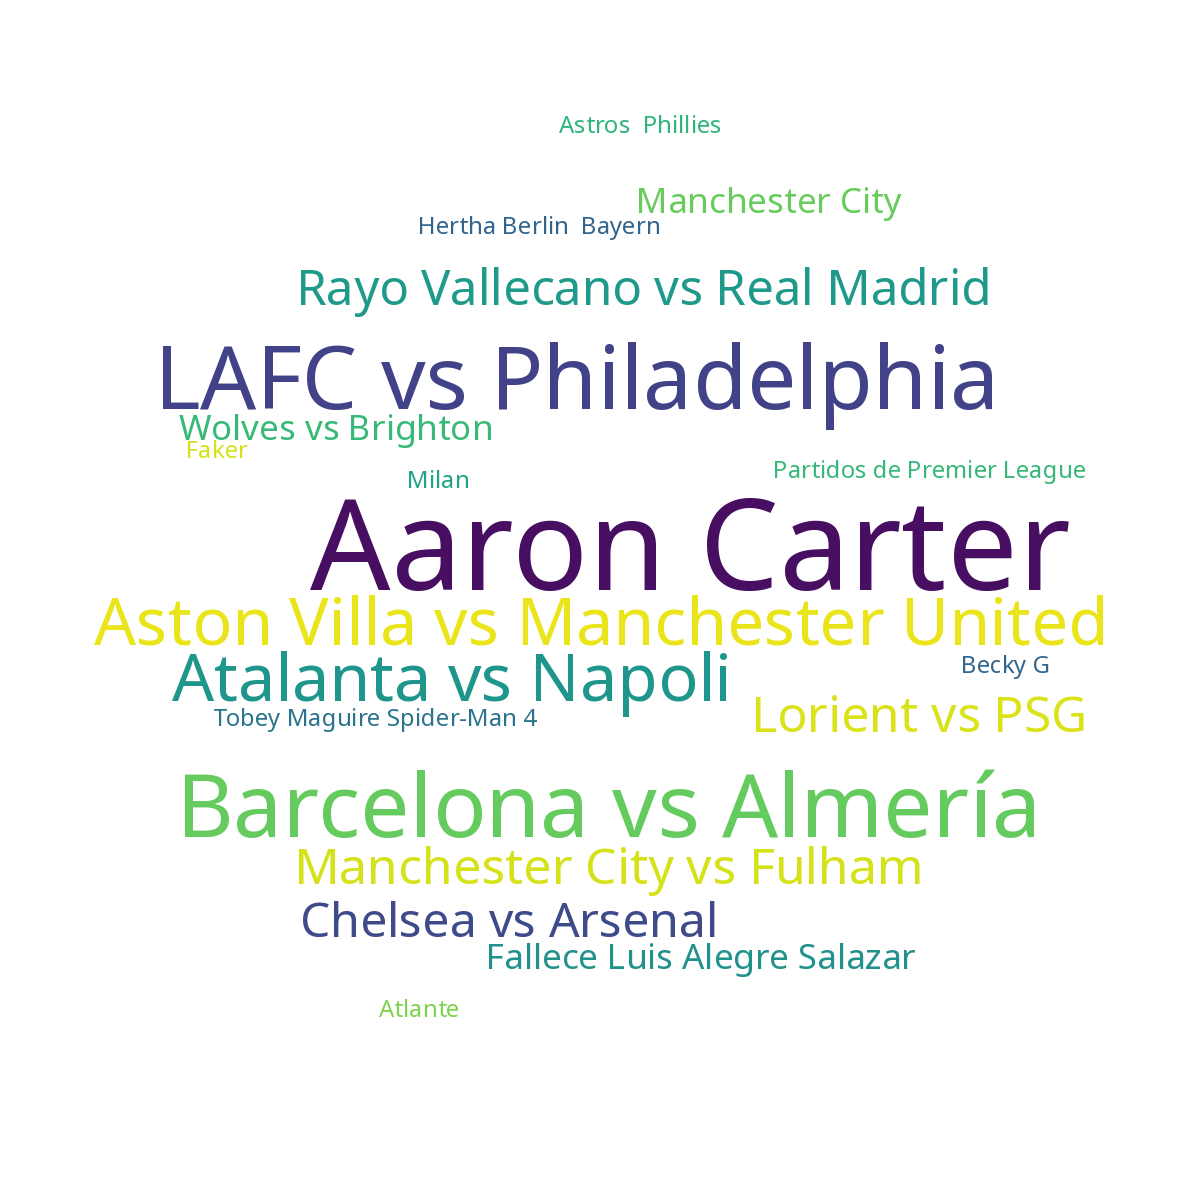 Astros  Phillies
Manchester City
Hertha Berlin  Bayern
Rayo Vallecano vs Real Madrid
LAFC vs Philadelphia
Wolves vs Brighton
Faker
Partidos de Premier League
Milan
Aaron Carter
Aston Villa vs Manchester United
Atalanta vs Napoli
Becky G
Tobey Maguire Spider-Man 4
Lorient vs PSG
Barcelona vs Almería
Manchester City vs Fulham
Chelsea vs Arsenal
Fallece Luis Alegre Salazar
Atlante